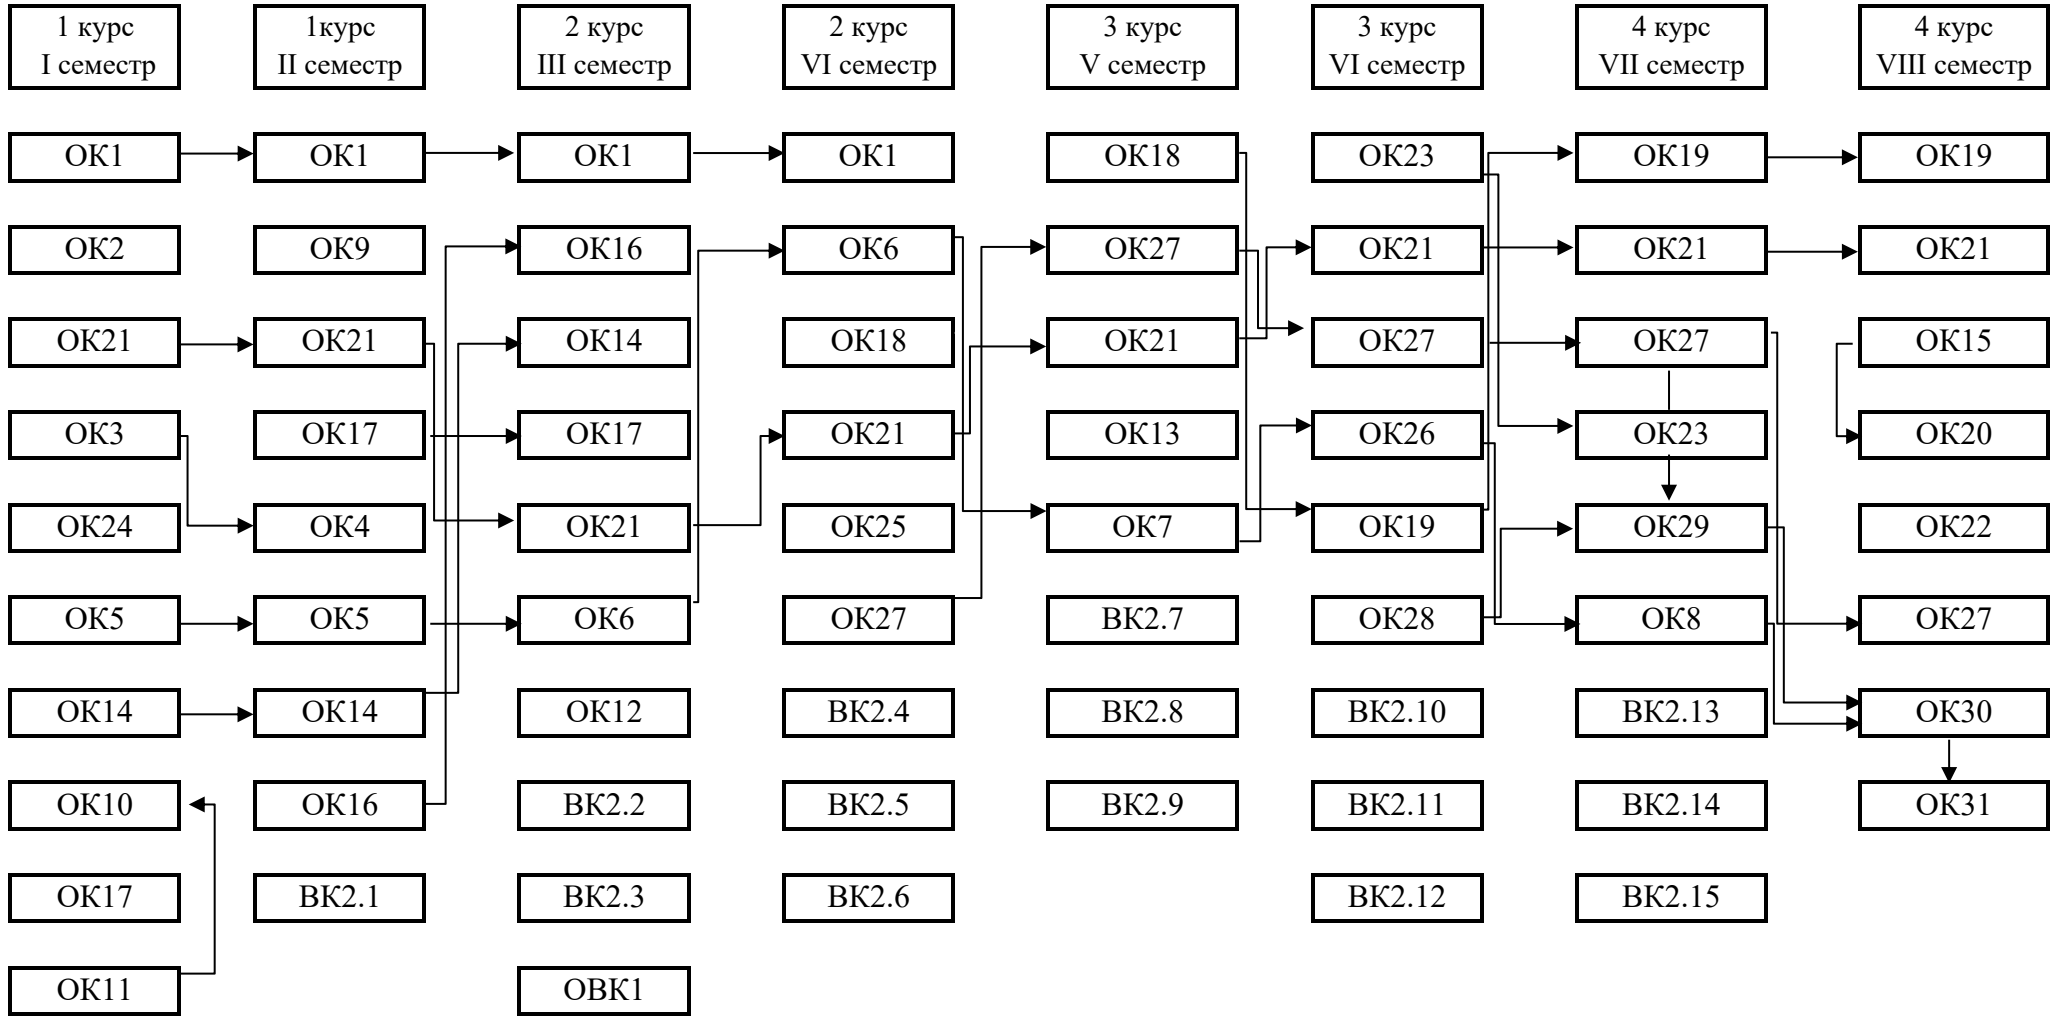 1 курс
I семестр
1курс
II семестр
2 курс
III семестр
2 курс
VI семестр
3 курс
V семестр
3 курс
VI семестр
4 курс
VII семестр
4 курс
VIII семестр
ОК1
ОК1
ОК1
ОК1
ОК18
ОК23
ОК19
ОК19
ОК2
ОК9
ОК16
ОК6
ОК27
ОК21
ОК21
ОК21
ОК21
ОК21
ОК14
ОК18
ОК21
ОК27
ОК27
ОК15
ОК3
ОК17
ОК17
ОК21
ОК13
ОК26
ОК23
ОК20
ОК24
ОК4
ОК21
ОК25
ОК7
ОК19
ОК29
ОК22
ОК5
ОК5
ОК6
ОК27
ВК2.7
ОК28
ОК8
ОК27
ОК14
ОК14
ОК12
ВК2.4
ВК2.8
ВК2.10
ВК2.13
ОК30
ОК10
ОК16
ВК2.2
ВК2.5
ВК2.9
ВК2.11
ВК2.14
ОК31
ОК17
ВК2.1
ВК2.3
ВК2.6
ВК2.12
ВК2.15
ОК11
ОВК1